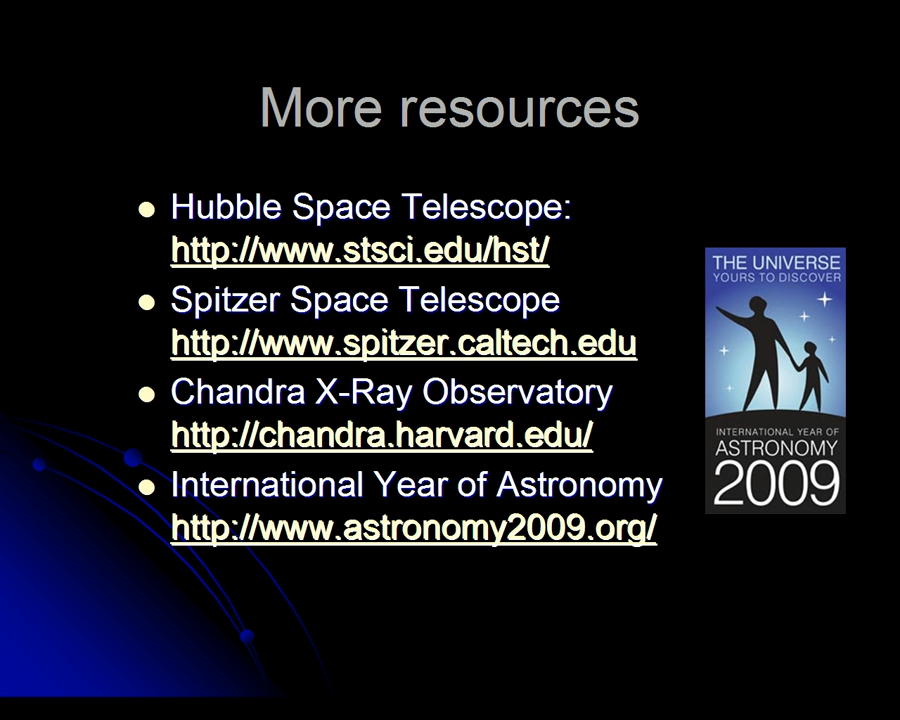 More resources
Hubble Space Telescope:
http://www.stsci.edu/hst/
Spitzer Space Telescope
http://www.spitzer.caltech.edu
Chandra X-Ray Observatory
http://chandra.harvard.edu/
International Year of Astronomy
http://www.astronomy2009.org/
THE UNIVERSE
YOURS TO DISCOVER
INTERNATIONAL YEAR OF
ASTRONOMY
2009